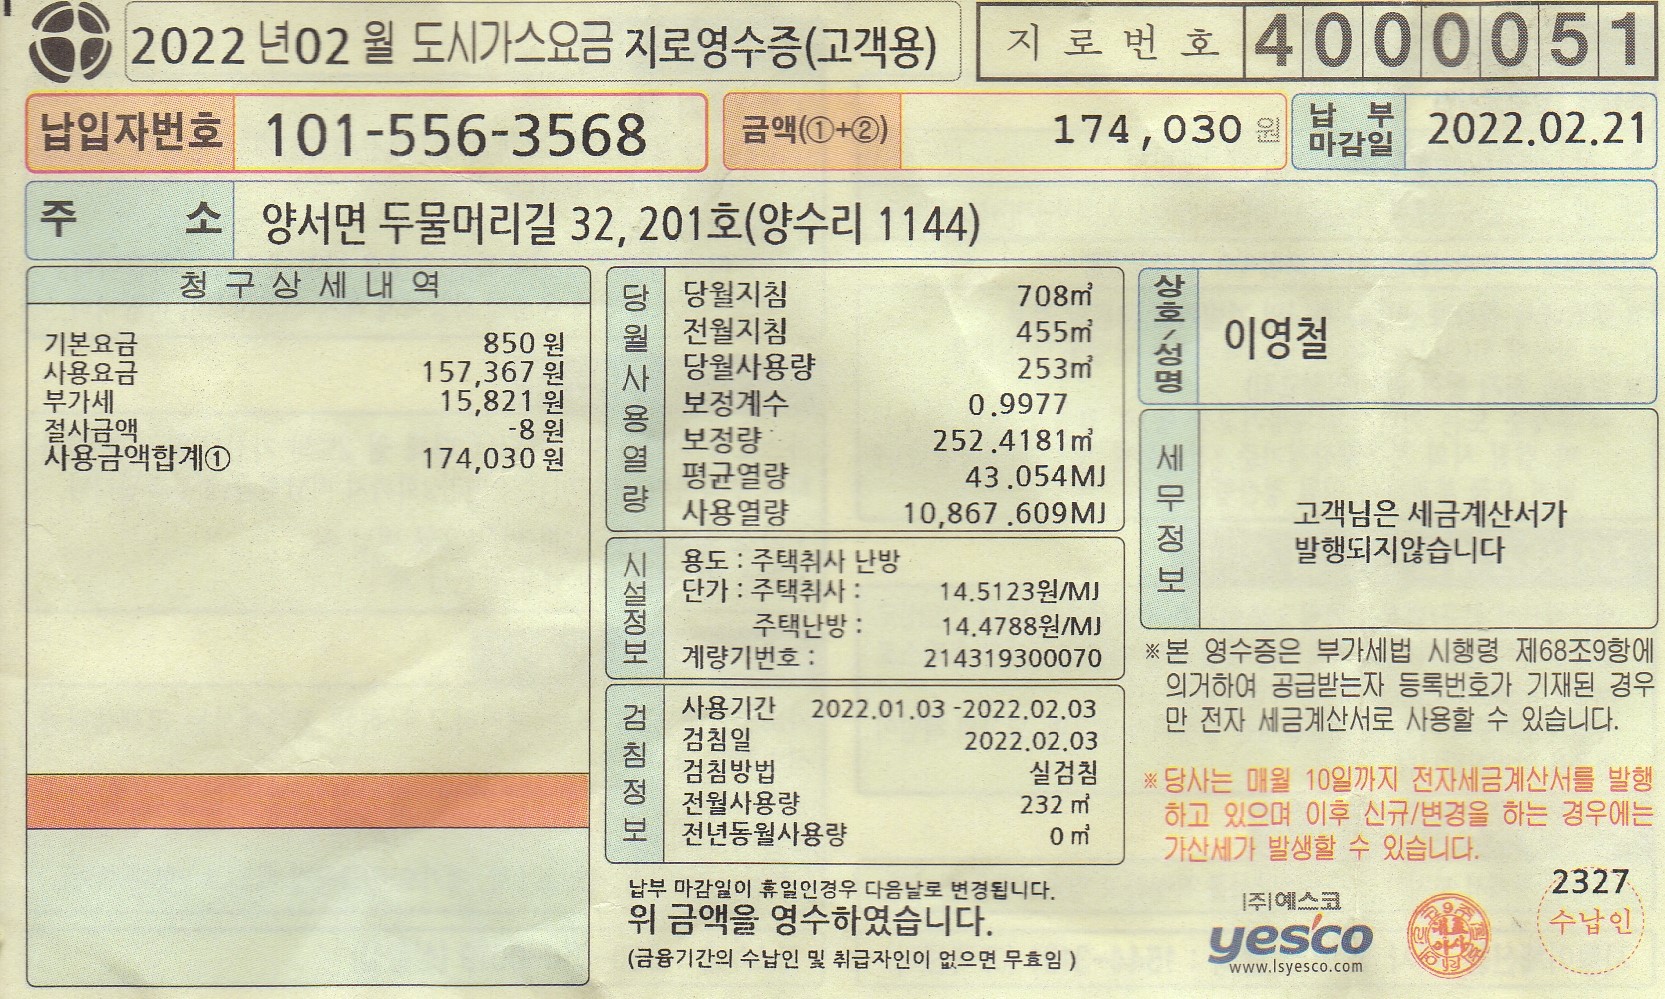 2022 년02 월 도시가스요금 지로영수증(고객용)
지로번호 4000051
납입자번호 101-556-3568
금액(①+②) 174,030 원
납부마감일 2022.02.21
주소 양서면 두물머리길 32, 201호(양수리 1144)
청구상세내역
기본요금 850 원
사용요금 157,367 원
부가세 15,821 원
절사금액 -8 원
사용금액합계① 174,030 원
당월사용열량
당월지침 708㎥
전월지침 455㎥
당월사용량 253㎥
보정계수 0.9977
보정량 252.4181㎥
평균열량 43.054MJ
사용열량 10,867.609MJ
시설정보
용도 : 주택취사 난방
단가 : 주택취사 : 14.5123원/MJ
주택난방 : 14.4788원/MJ
계량기번호 : 214319300070
검침정보
사용기간 2022.01.03 -2022.02.03
검침일 2022.02.03
검침방법 실검침
전월사용량 232 ㎥
전년동월사용량 0 ㎥
납부 마감일이 휴일인경우 다음날로 변경됩니다.
위 금액을 영수하였습니다.
(금융기간의 수납인 및 취급자인이 없으면 무효임 )
상호/성명 이영철
세무정보
고객님은 세금계산서가
발행되지않습니다
※본 영수증은 부가세법 시행령 제68조9항에
의거하여 공급받는자 등록번호가 기재된 경우
만 전자 세금계산서로 사용할 수 있습니다.
※당사는 매월 10일까지 전자세금계산서를 발행
하고 있으며 이후 신규/변경을 하는 경우에는
가산세가 발생할 수 있습니다.
(주)예스코
yesco
www.lsyesco.com
2327
수납인